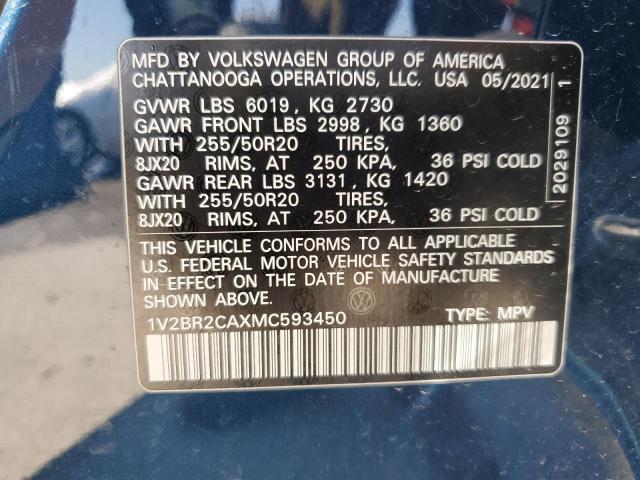 MFD. BY VOLKSWAGEN GROUP OF AMERICA
CHATTANOOGA OPERATIONS, LLC. USA 05/2021
GVWR LBS 6019, KG 2730
GAWR FRONT LBS 2998, KG 1360
WITH 255/50R20 TIRES,
8JX20 RIMS, AT 250 KPA, 36 PSI COLD
GAWR REAR LBS 3131, KG 1420
WITH 255/50R20 TIRES,
8JX20 RIMS, AT 250 KPA, 36 PSI COLD
THIS VEHICLE CONFORMS TO ALL APPLICABLE
U.S. FEDERAL MOTOR VEHICLE SAFETY STANDARDS
IN EFFECT ON THE DATE OF MANUFACTURE
SHOWN ABOVE.
1V2BR2CAXMC593450 TYPE: MPV
2029109 1